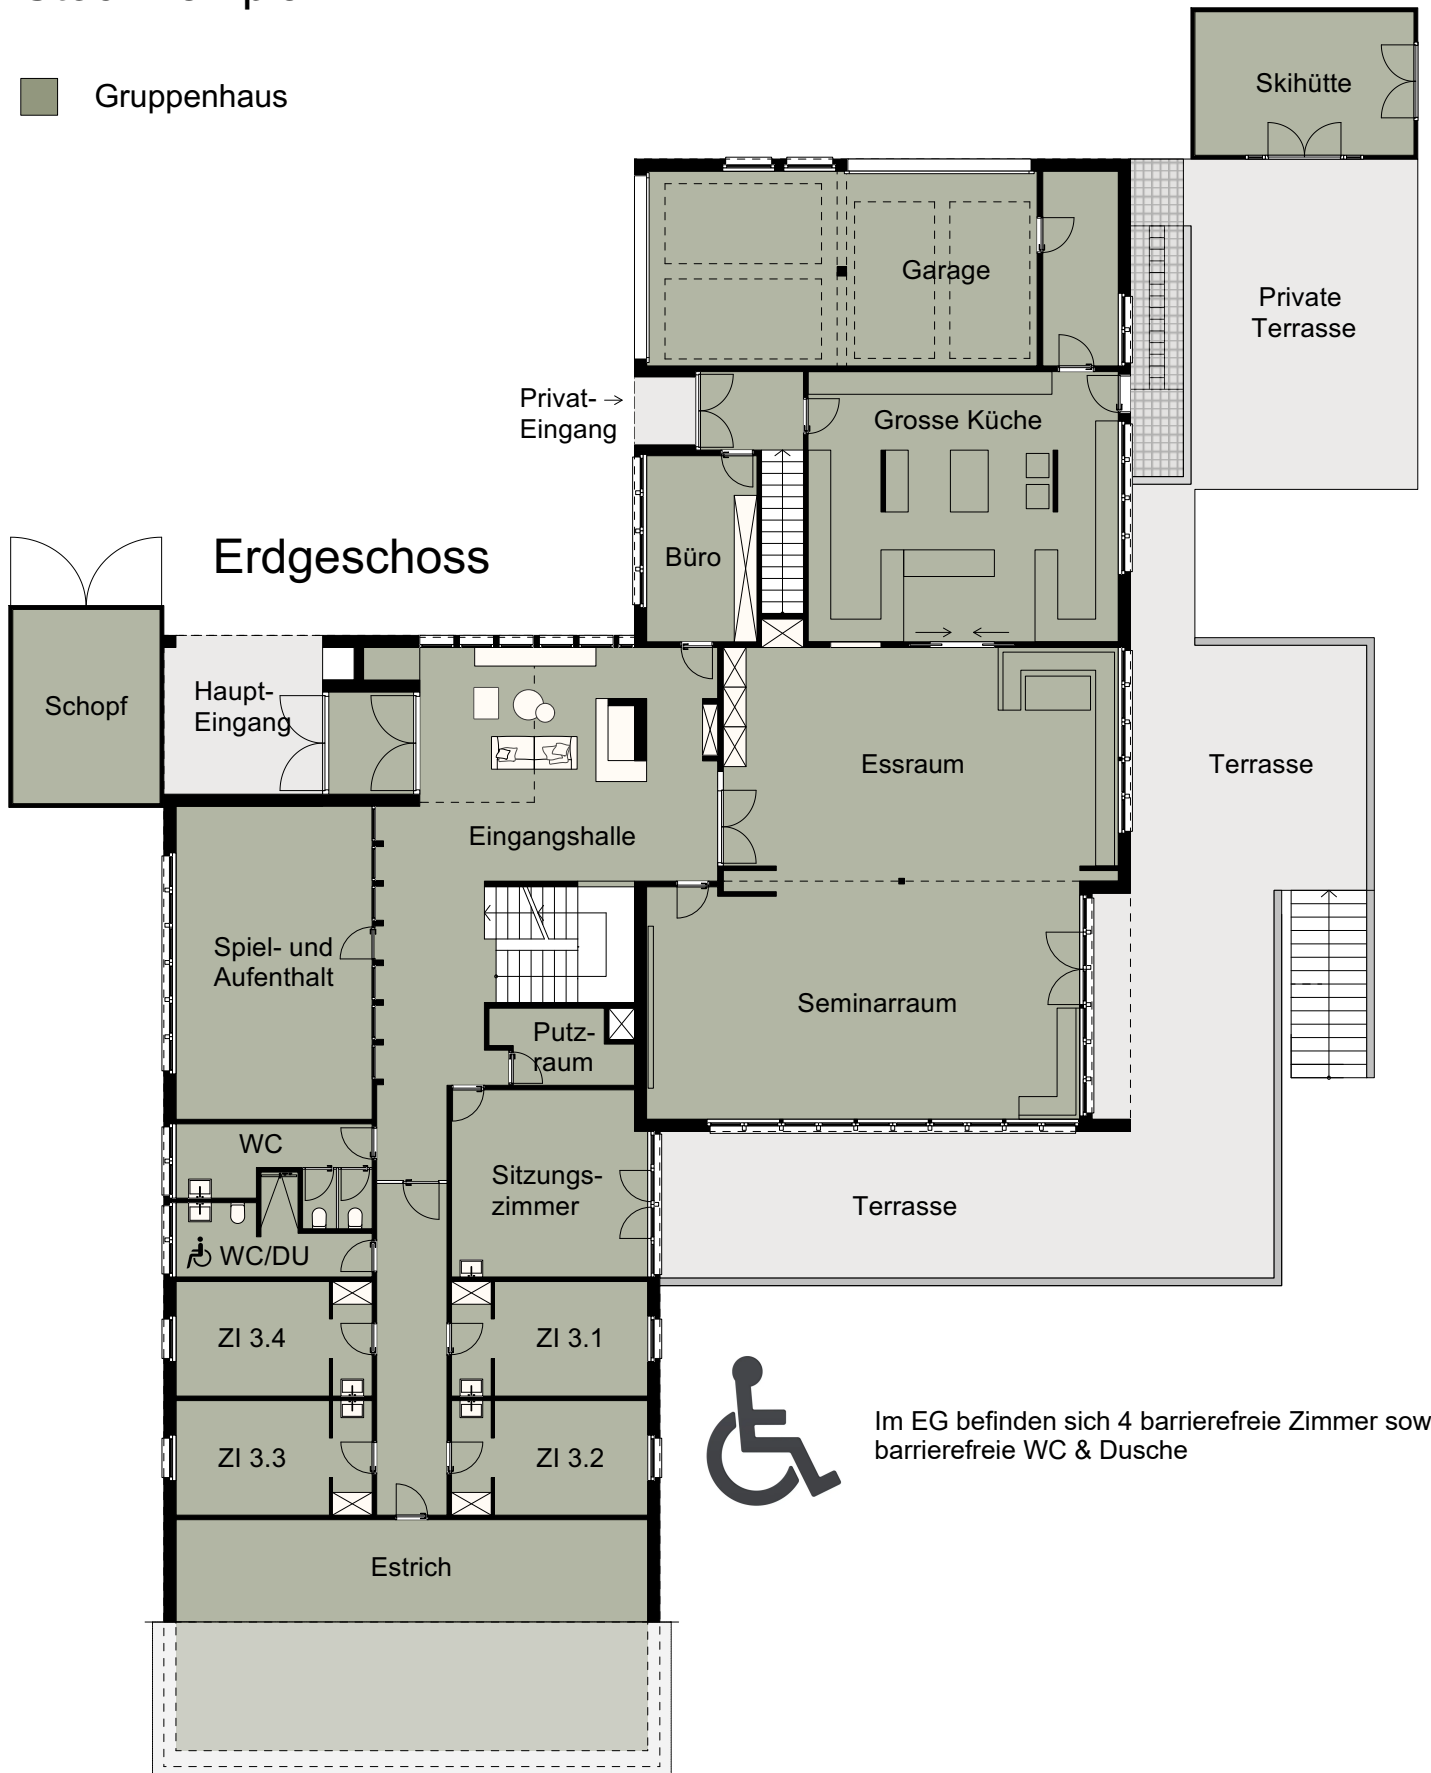 Gruppenhaus
Skihütte
Garage
Private
Terrasse
Privat- →
Eingang
Grosse Küche
Erdgeschoss
Büro
Schopf
Haupt-
Eingang
Essraum
Terrasse
Eingangshalle
Spiel- und
Aufenthalt
Seminarraum
Putz-
raum
WC
Sitzungs-
zimmer
Terrasse
WC/DU
ZI 3.4
ZI 3.1
ZI 3.3
ZI 3.2
Im EG befinden sich 4 barrierefreie Zimmer sow
barrierefreie WC & Dusche
Estrich